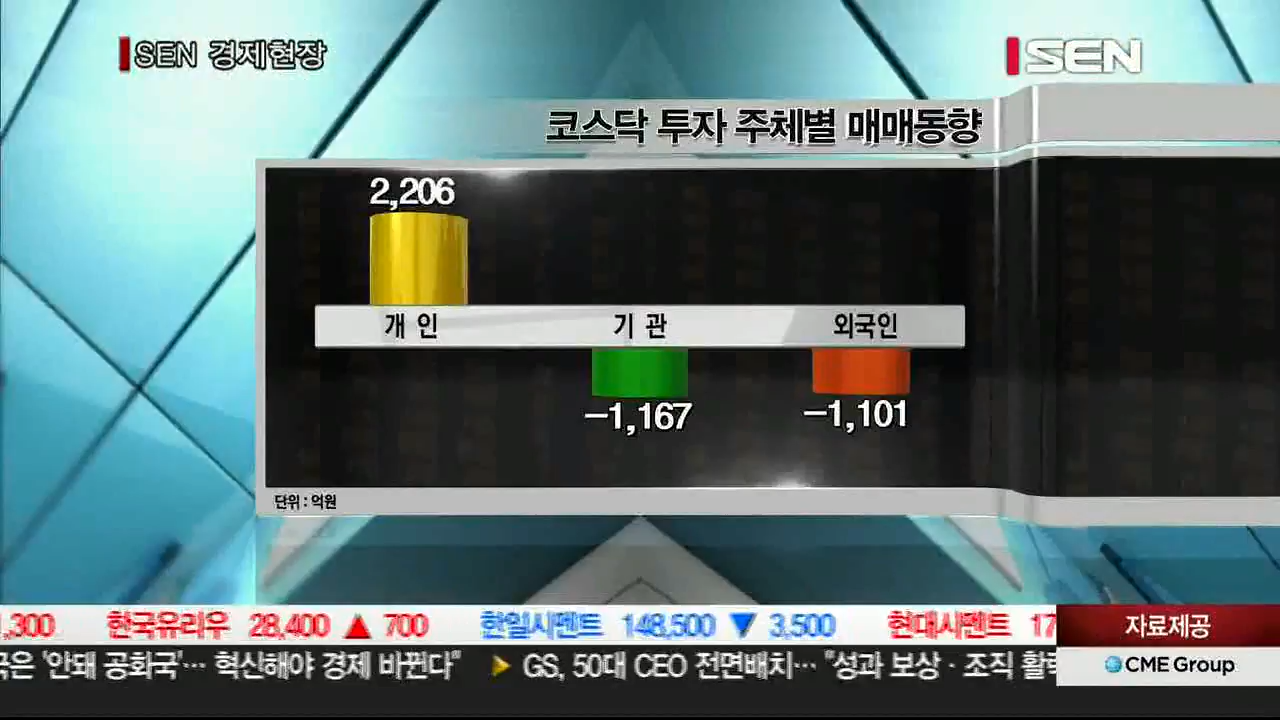 SEN 경제현장
SEN
코스닥 투자 주체별 매매동향
2,206
개 인
기 관
외국인
-1,167
-1,101
단위 : 억원
,300 한국유리우 28,400 ▲ 700 한일시멘트 148,500 ▼ 3,500 현대시멘트 17
자료제공
은 '안돼 공화국'… 혁신해야 경제 바뀐다" ▶ GS, 50대 CEO 전면배치… "성과 보상 · 조직
CME Group